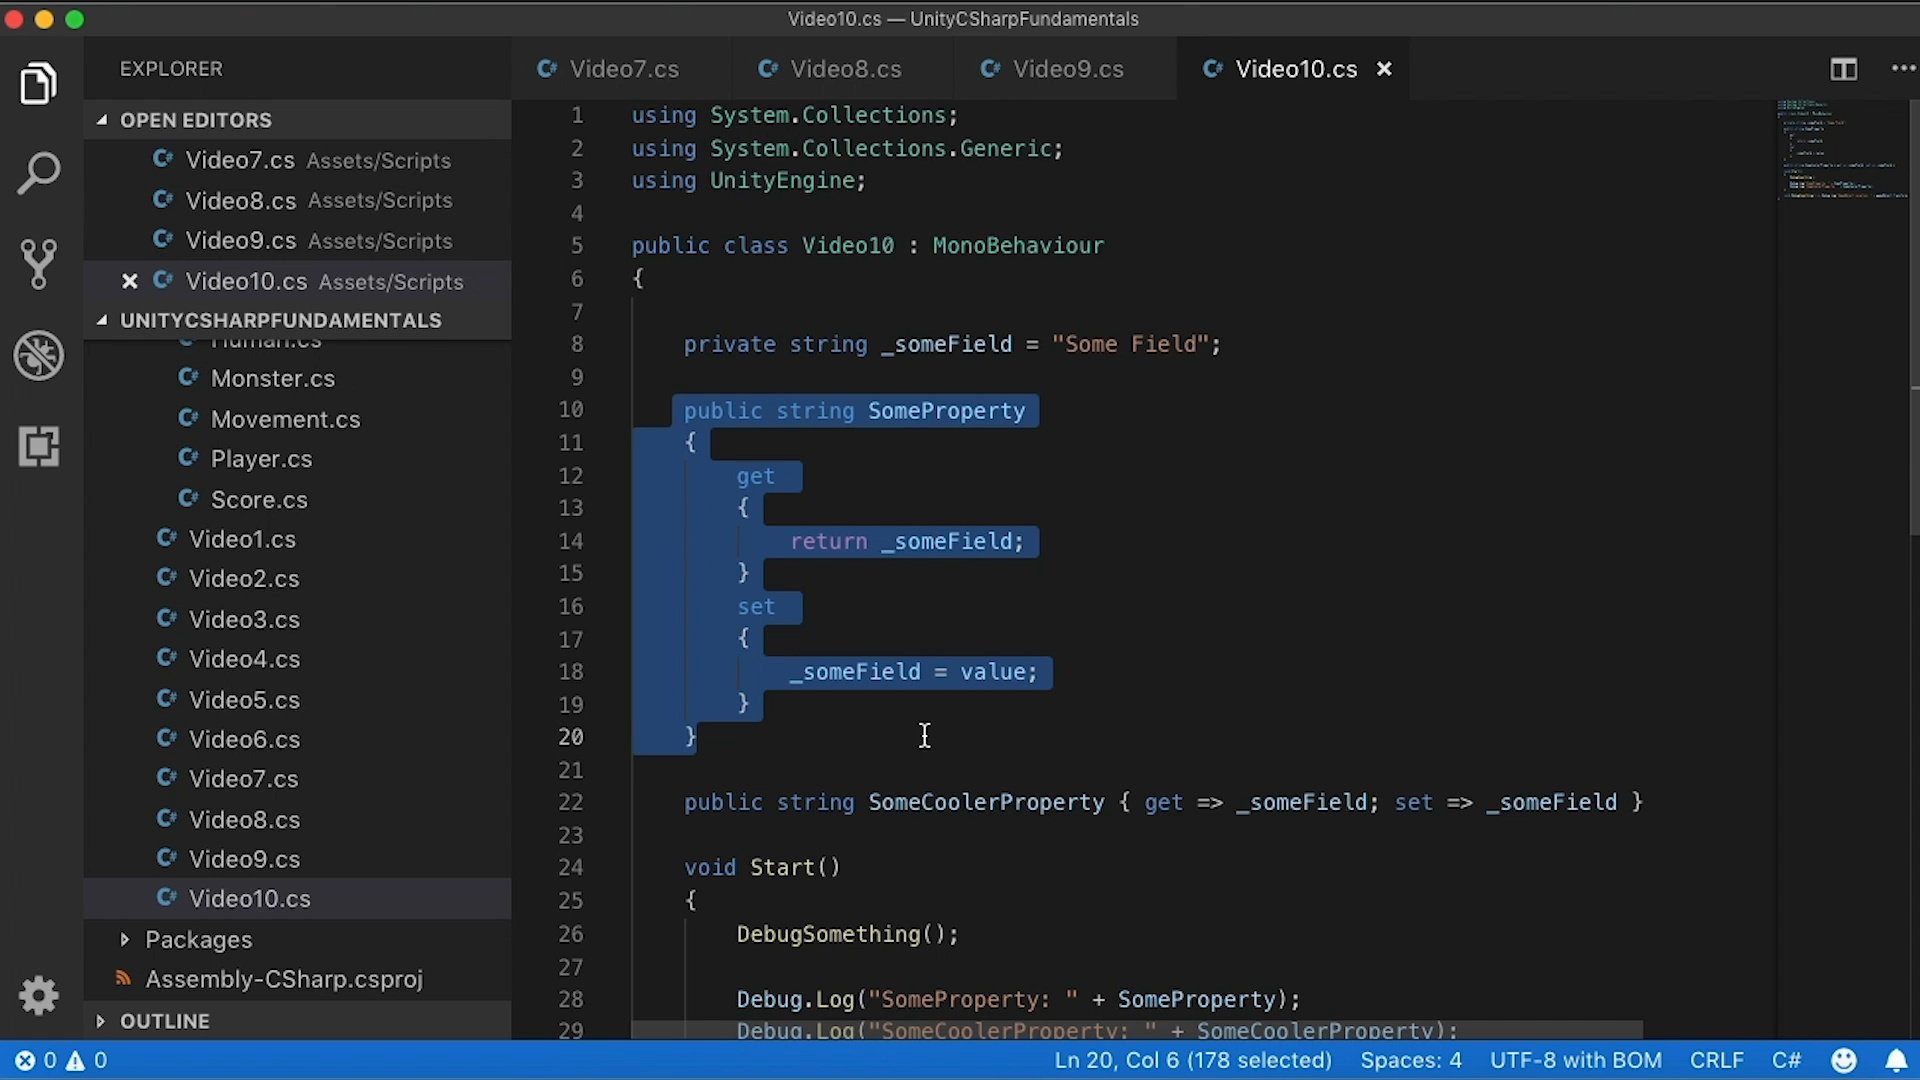 Video10.cs — UnityCSharpFundamentals
EXPLORER
Video7.cs
Video8.cs
Video9.cs
Video10.cs
OPEN EDITORS
Video7.cs Assets/Scripts
Video8.cs Assets/Scripts
Video9.cs Assets/Scripts
Video10.cs Assets/Scripts
UNITYCSHARPFUNDAMENTALS
Human.cs
Monster.cs
Movement.cs
Player.cs
Score.cs
Video1.cs
Video2.cs
Video3.cs
Video4.cs
Video5.cs
Video6.cs
Video7.cs
Video8.cs
Video9.cs
Video10.cs
Packages
Assembly-CSharp.csproj
OUTLINE
1 using System.Collections;
2 using System.Collections.Generic;
3 using UnityEngine;
4
5 public class Video10 : MonoBehaviour
6 {
7
8 private string _someField = "Some Field";
9
10 public string SomeProperty
11 {
12 get
13 {
14 return _someField;
15 }
16 set
17 {
18 _someField = value;
19 }
20 }
21
22 public string SomeCoolerProperty { get => _someField; set => _someField }
23
24 void Start()
25 {
26 DebugSomething();
27
28 Debug.Log("SomeProperty: " + SomeProperty);
29 Debug.Log("SomeCoolerProperty: " + SomeCoolerProperty);
0 0
Ln 20, Col 6 (178 selected) Spaces: 4 UTF-8 with BOM CRLF C#